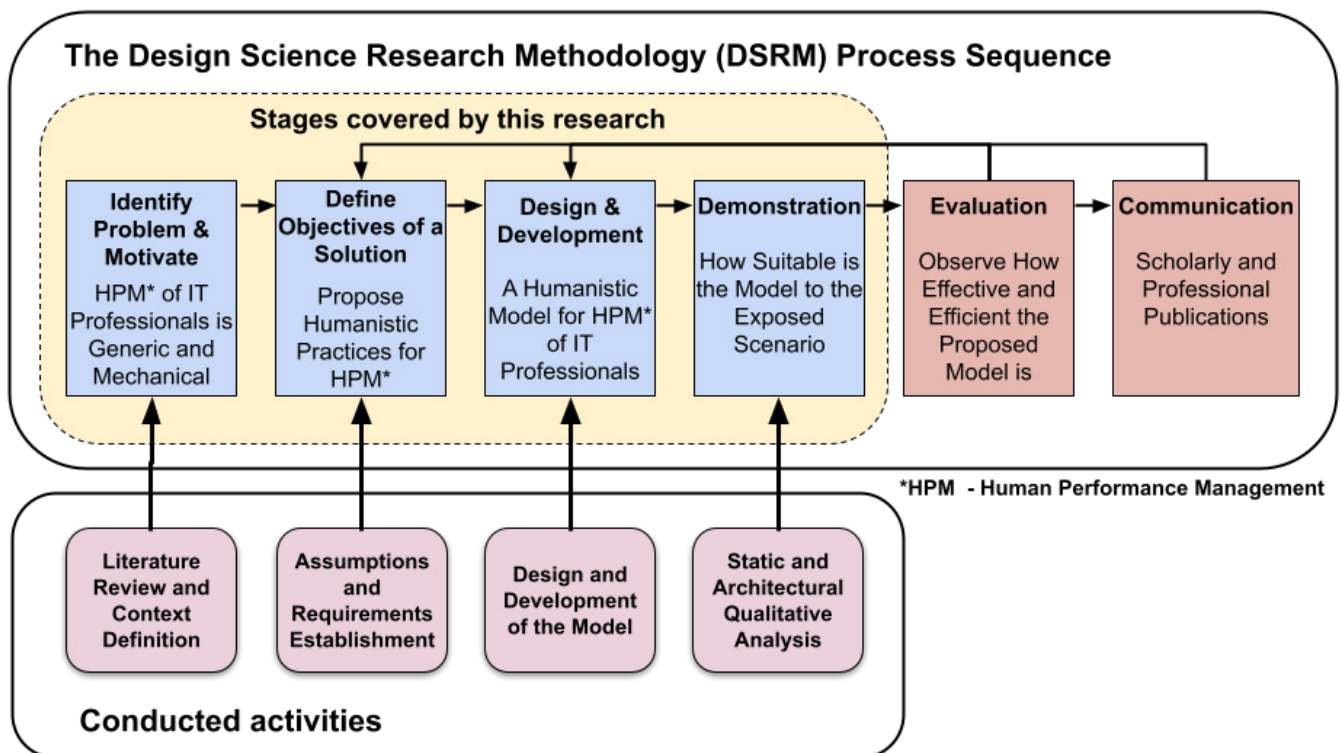 The Design Science Research Methodology (DSRM) Process Sequence
Stages covered by this research
Identify
Problem &
Motivate
HPM* of IT
Professionals is
Generic and
Mechanical
Define
Objectives of a
Solution
Propose
Humanistic
Practices for
HPM*
Design &
Development
A Humanistic
Model for HPM*
of IT
Professionals
Demonstration
How Suitable is
the Model to the
Exposed
Scenario
Evaluation
Observe How
Effective and
Efficient the
Proposed
Model is
Communication
Scholarly and
Professional
Publications
*HPM - Human Performance Management
Literature
Review and
Context
Definition
Assumptions
and
Requirements
Establishment
Design and
Development
of the Model
Static and
Architectural
Qualitative
Analysis
Conducted activities